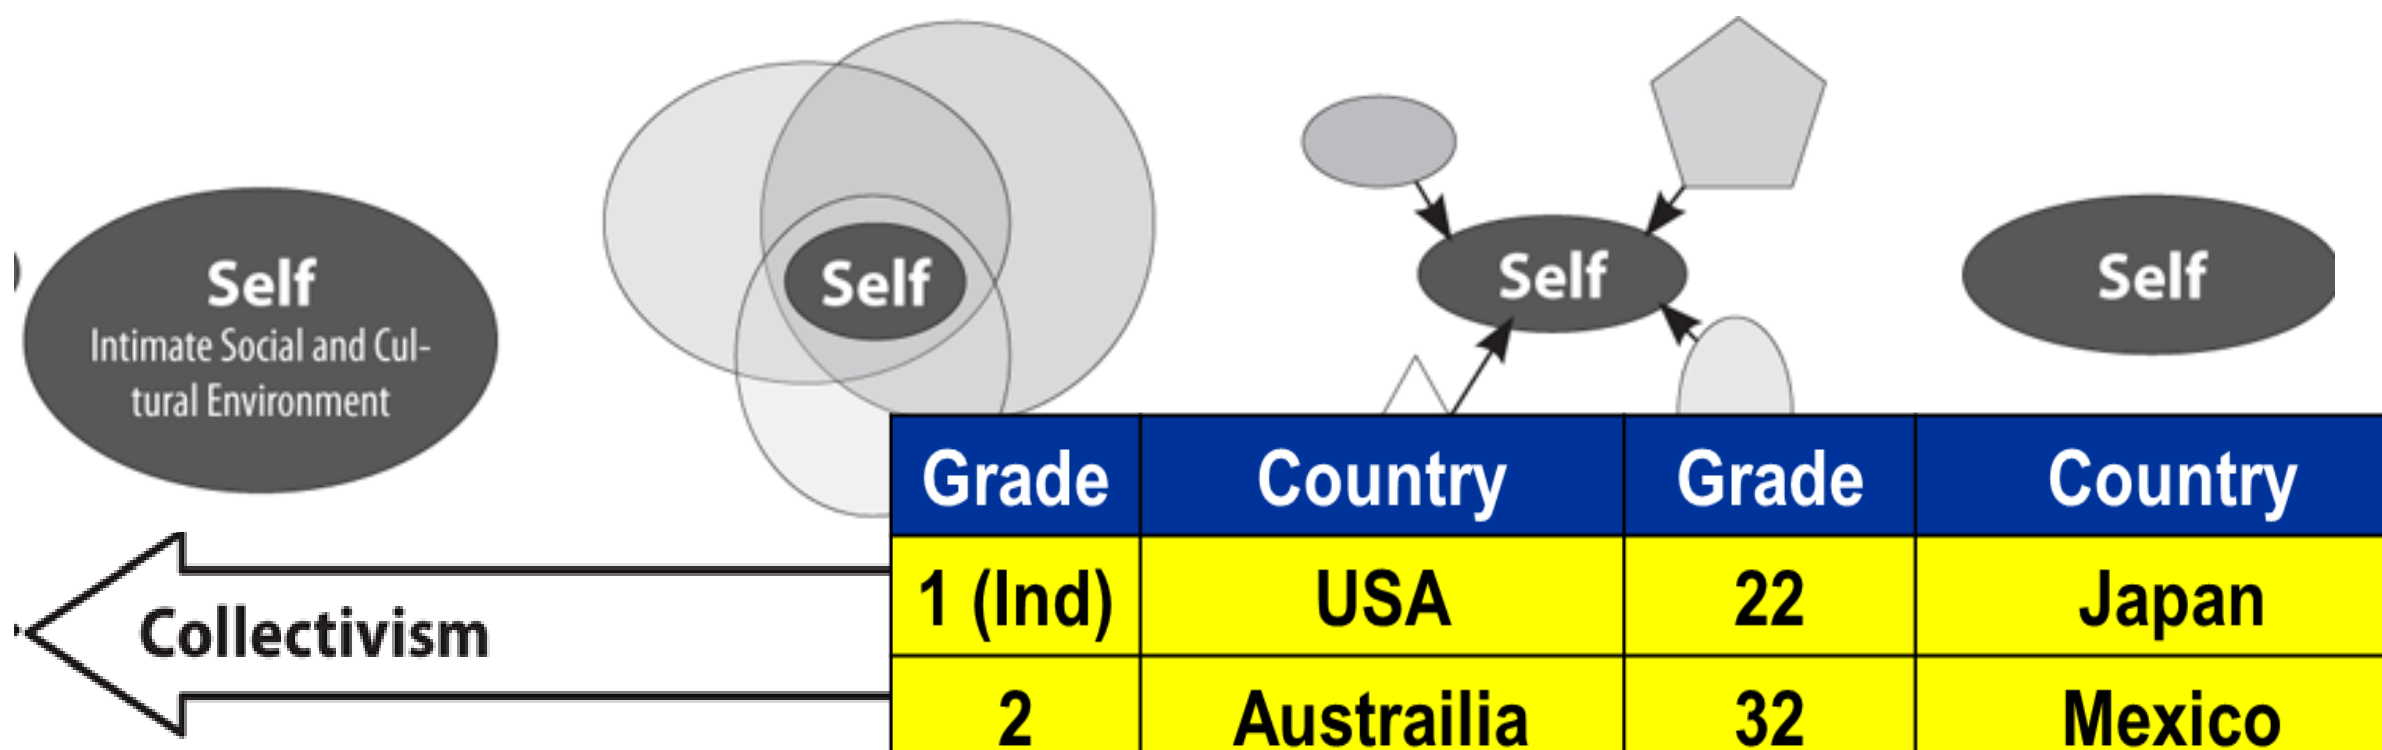 Self
Intimate Social and Cul-
tural Environment
Self
Self
Self
Collectivism
Grade Country Grade Country
1 (Ind) USA 22 Japan
2 Austrailia 32 Mexico